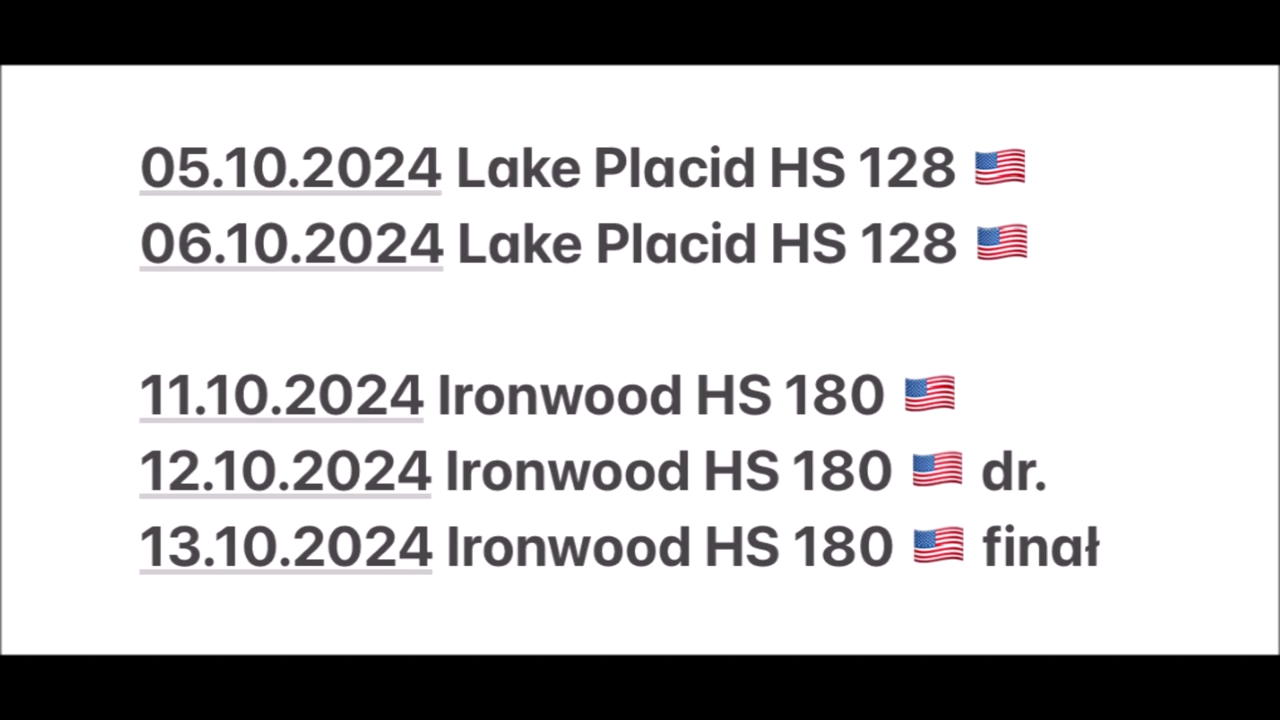 05.10.2024 Lake Placid HS 128 🇺🇸
06.10.2024 Lake Placid HS 128 🇺🇸
11.10.2024 Ironwood HS 180 🇺🇸
12.10.2024 Ironwood HS 180 🇺🇸 dr.
13.10.2024 Ironwood HS 180 🇺🇸 finał